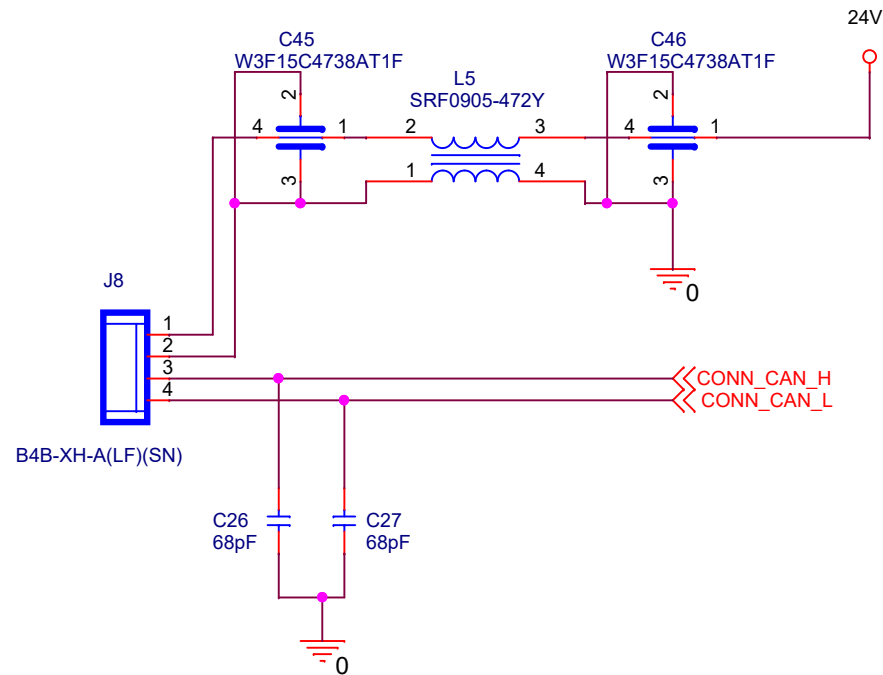 24V
C45
W3F15C4738AT1F
C46
W3F15C4738AT1F
L5
SRF0905-472Y
2
2
4
1
2
3
4
1
1
4
3
3
0
J8
1
2
3
4
CONN_CAN_H
CONN_CAN_L
B4B-XH-A(LF)(SN)
C26
68pF
C27
68pF
0